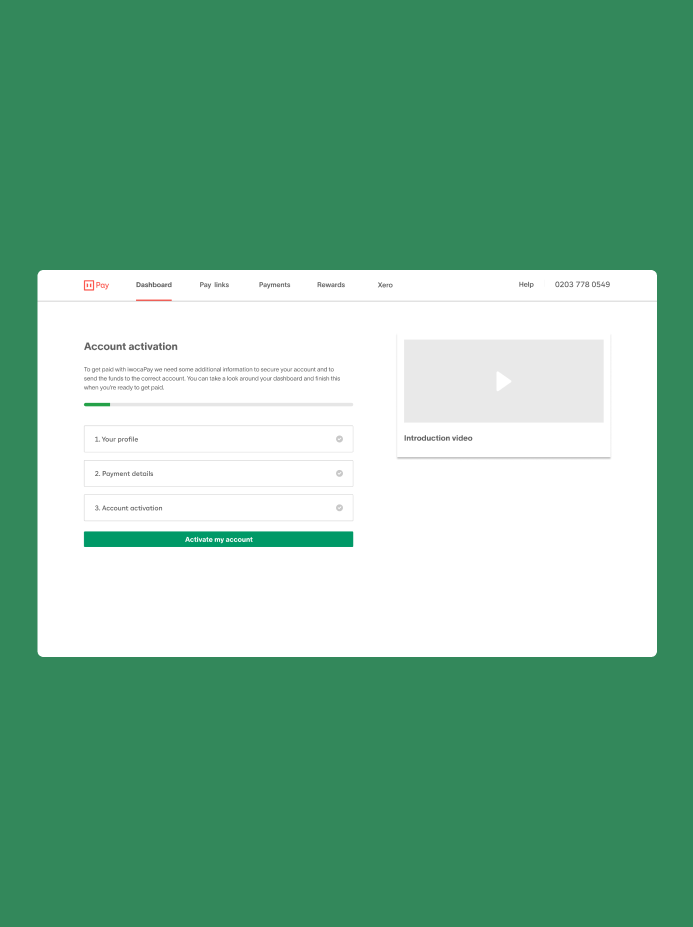 Pay Dashboard Pay links Payments Rewards Xero Help 0203 778 0549
Account activation
To get paid with iwocaPay we need some additional information to secure your account and to
send the funds to the correct account. You can take a look around your dashboard and finish this
when you're ready to get paid.
1. Your profile
2. Payment details
3. Account activation
Activate my account
Introduction video